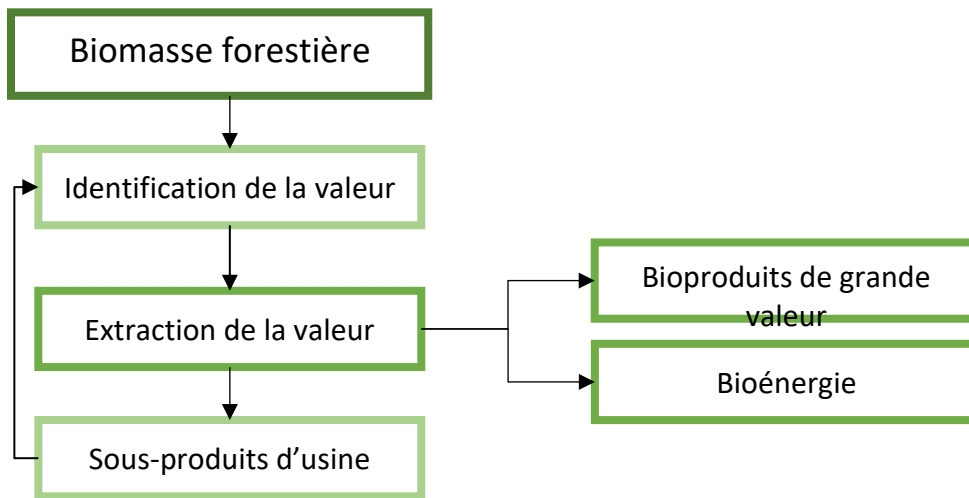 Biomasse forestière
Identification de la valeur
Extraction de la valeur
Sous-produits d’usine
Bioproduits de grande
valeur
Bioénergie